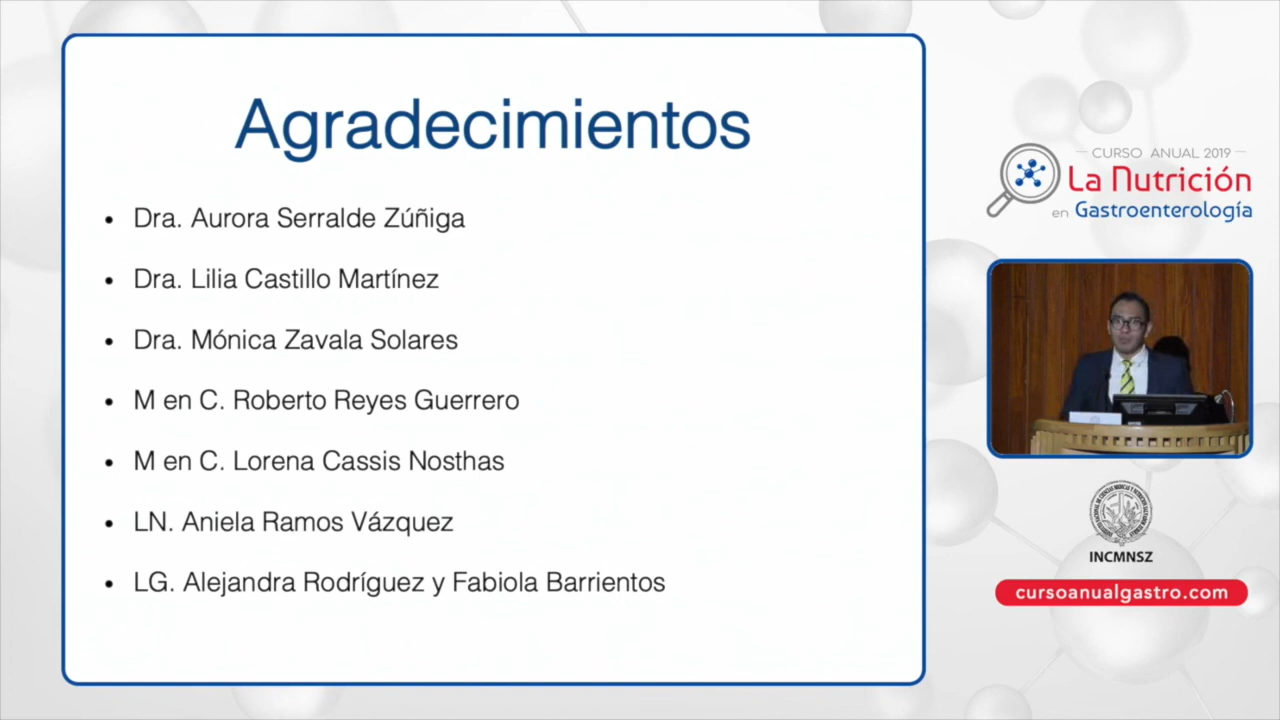 Agradecimientos
• Dra. Aurora Serralde Zúñiga
• Dra. Lilia Castillo Martínez
• Dra. Mónica Zavala Solares
• M en C. Roberto Reyes Guerrero
• M en C. Lorena Cassis Nosthas
• LN. Aniela Ramos Vázquez
• LG. Alejandra Rodríguez y Fabiola Barrientos
CURSO ANUAL 2019
La Nutrición
en Gastroenterología
INCMNSZ
cursoanualgastro.com